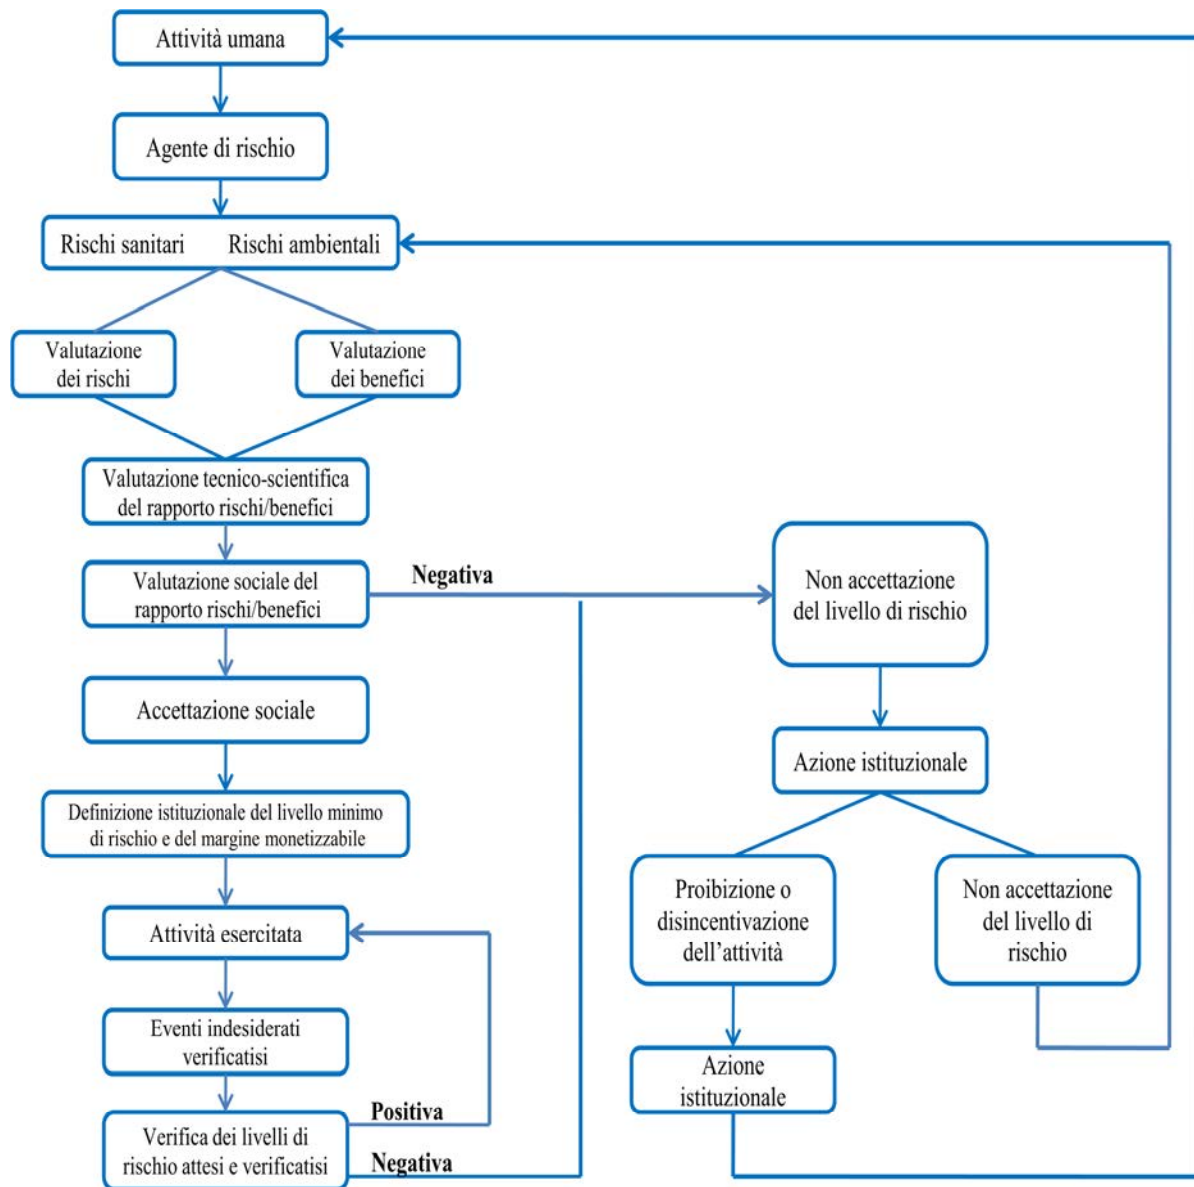 Attività umana
Agente di rischio
Rischi sanitari Rischi ambientali
Valutazione
dei rischi
Valutazione
dei benefici
Valutazione tecnico-scientifica
del rapporto rischi/benefici
Valutazione sociale del
rapporto rischi/benefici
Negativa
Accettazione sociale
Definizione istituzionale del livello minimo
di rischio e del margine monetizzabile
Attività esercitata
Eventi indesiderati
verificatisi
Verifica dei livelli di
rischio attesi e verificatisi
Positiva
Negativa
Non accettazione
del livello di rischio
Azione istituzionale
Proibizione o
disincentivazione
dell’attività
Non accettazione
del livello di
rischio
Azione
istituzionale